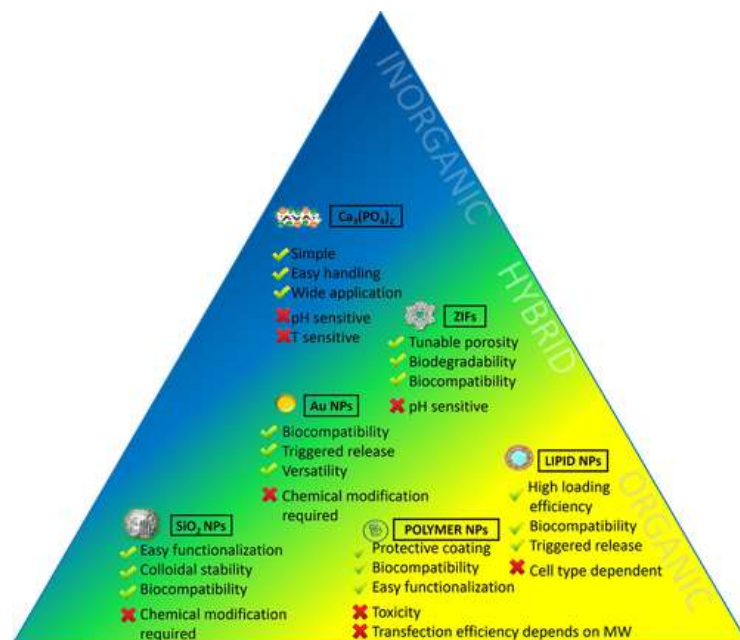 INORGANIC
HYBRID
ORGANIC
Ca₃(PO₄)₂
Simple
Easy handling
Wide application
pH sensitive
T sensitive
ZIFs
Tunable porosity
Biodegradability
Biocompatibility
pH sensitive
Au NPs
Biocompatibility
Triggered release
Versatility
Chemical modification
required
LIPID NPs
High loading
efficiency
Biocompatibility
Triggered release
Cell type dependent
SiO₂ NPs
Easy functionalization
Colloidal stability
Biocompatibility
Chemical modification
required
POLYMER NPs
Protective coating
Biocompatibility
Easy functionalization
Toxicity
Transfection efficiency depends on MW